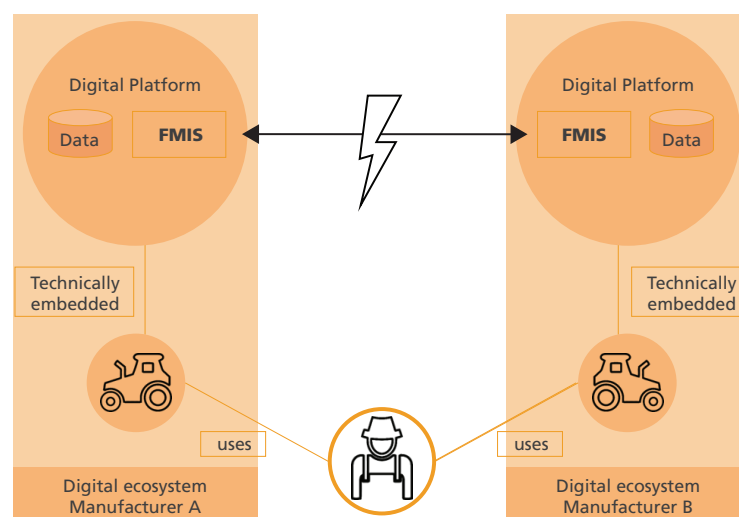 Digital Platform
Data
FMIS
Digital Platform
FMIS
Data
Technically
embedded
Technically
embedded
uses
uses
Digital ecosystem
Manufacturer A
Digital ecosystem
Manufacturer B